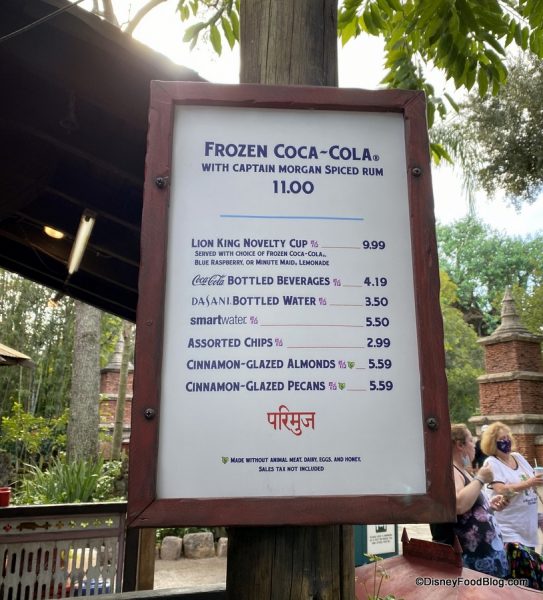 FROZEN COCA~COLA®
WITH CAPTAIN MORGAN SPICED RUM
11.00
LION KING NOVELTY CUP 9.99
SERVED WITH CHOICE OF FROZEN COCA-COLA®,
BLUE RASPBERRY, OR MINUTE MAID® LEMONADE
Coca-Cola BOTTLED BEVERAGES 4.19
DASANI® BOTTLED WATER 3.50
smartwater® 5.50
ASSORTED CHIPS 2.99
CINNAMON-GLAZED ALMONDS 5.59
CINNAMON-GLAZED PECANS 5.59
परिमुज
MADE WITHOUT ANIMAL MEAT, DAIRY, EGGS, AND HONEY.
SALES TAX NOT INCLUDED
©DisneyFoodBlog.com